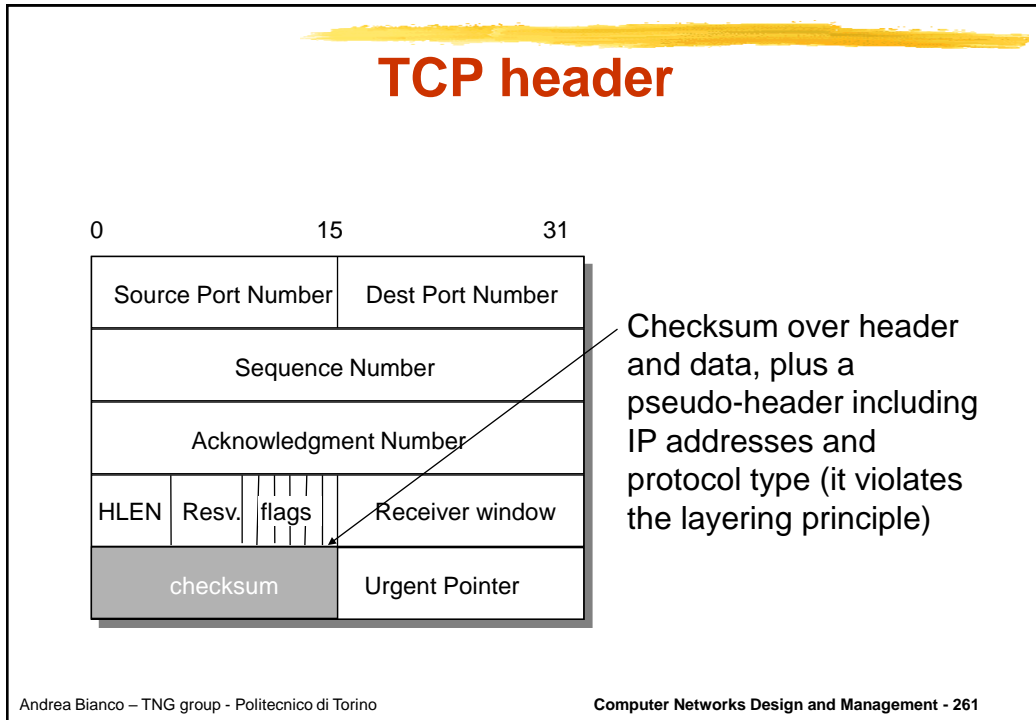 TCP header
0 15 31
Source Port Number Dest Port Number
Sequence Number
Acknowledgment Number
HLEN Resv. flags Receiver window
checksum Urgent Pointer
Checksum over header
and data, plus a
pseudo-header including
IP addresses and
protocol type (it violates
the layering principle)
Andrea Bianco – TNG group - Politecnico di Torino Computer Networks Design and Management - 261